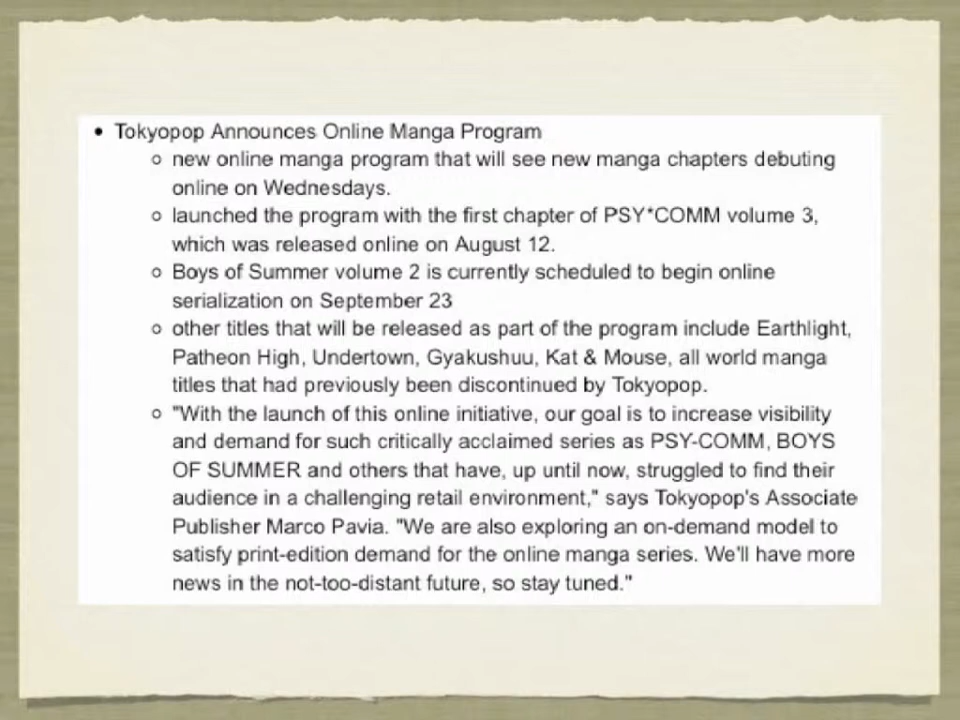 • Tokyopop Announces Online Manga Program
○ new online manga program that will see new manga chapters debuting
online on Wednesdays.
○ launched the program with the first chapter of PSY*COMM volume 3,
which was released online on August 12.
○ Boys of Summer volume 2 is currently scheduled to begin online
serialization on September 23
○ other titles that will be released as part of the program include Earthlight,
Patheon High, Undertown, Gyakushuu, Kat & Mouse, all world manga
titles that had previously been discontinued by Tokyopop.
○ "With the launch of this online initiative, our goal is to increase visibility
and demand for such critically acclaimed series as PSY-COMM, BOYS
OF SUMMER and others that have, up until now, struggled to find their
audience in a challenging retail environment," says Tokyopop's Associate
Publisher Marco Pavia. "We are also exploring an on-demand model to
satisfy print-edition demand for the online manga series. We'll have more
news in the not-too-distant future, so stay tuned."